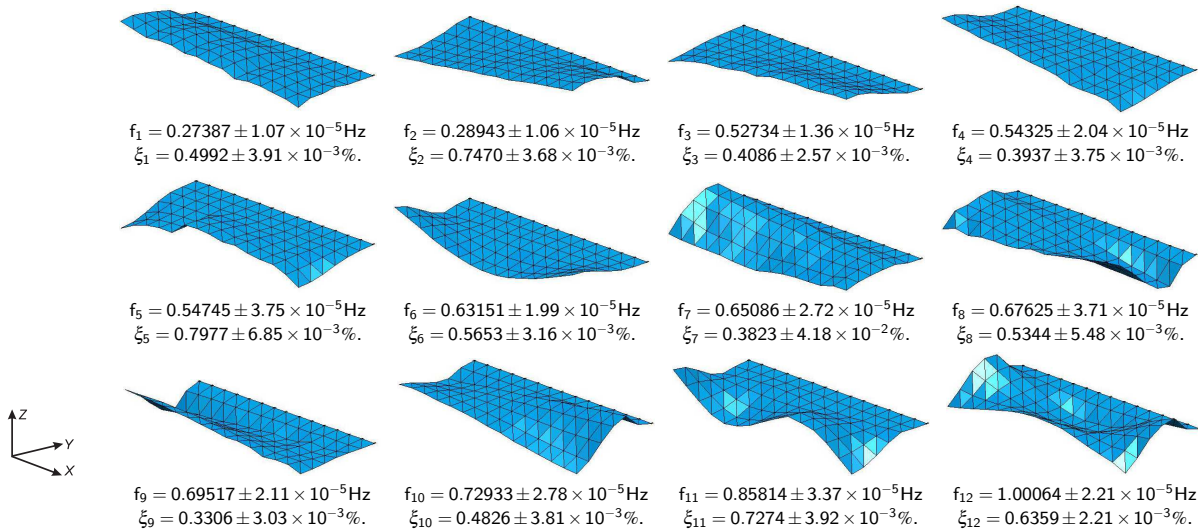 f₁ = 0.27387 ± 1.07 × 10⁻⁵Hz
ξ₁ = 0.4992 ± 3.91 × 10⁻³%.
f₂ = 0.28943 ± 1.06 × 10⁻⁵Hz
ξ₂ = 0.7470 ± 3.68 × 10⁻³%.
f₃ = 0.52734 ± 1.36 × 10⁻⁵Hz
ξ₃ = 0.4086 ± 2.57 × 10⁻³%.
f₄ = 0.54325 ± 2.04 × 10⁻⁵Hz
ξ₄ = 0.3937 ± 3.75 × 10⁻³%.
f₅ = 0.54745 ± 3.75 × 10⁻⁵Hz
ξ₅ = 0.7977 ± 6.85 × 10⁻³%.
f₆ = 0.63151 ± 1.99 × 10⁻⁵Hz
ξ₆ = 0.5653 ± 3.16 × 10⁻³%.
f₇ = 0.65086 ± 2.72 × 10⁻⁵Hz
ξ₇ = 0.3823 ± 4.18 × 10⁻²%.
f₈ = 0.67625 ± 3.71 × 10⁻⁵Hz
ξ₈ = 0.5344 ± 5.48 × 10⁻³%.
Z
Y
X
f₉ = 0.69517 ± 2.11 × 10⁻⁵Hz
ξ₉ = 0.3306 ± 3.03 × 10⁻³%.
f₁₀ = 0.72933 ± 2.78 × 10⁻⁵Hz
ξ₁₀ = 0.4826 ± 3.81 × 10⁻³%.
f₁₁ = 0.85814 ± 3.37 × 10⁻⁵Hz
ξ₁₁ = 0.7274 ± 3.92 × 10⁻³%.
f₁₂ = 1.00064 ± 2.21 × 10⁻⁵Hz
ξ₁₂ = 0.6359 ± 2.21 × 10⁻³%.